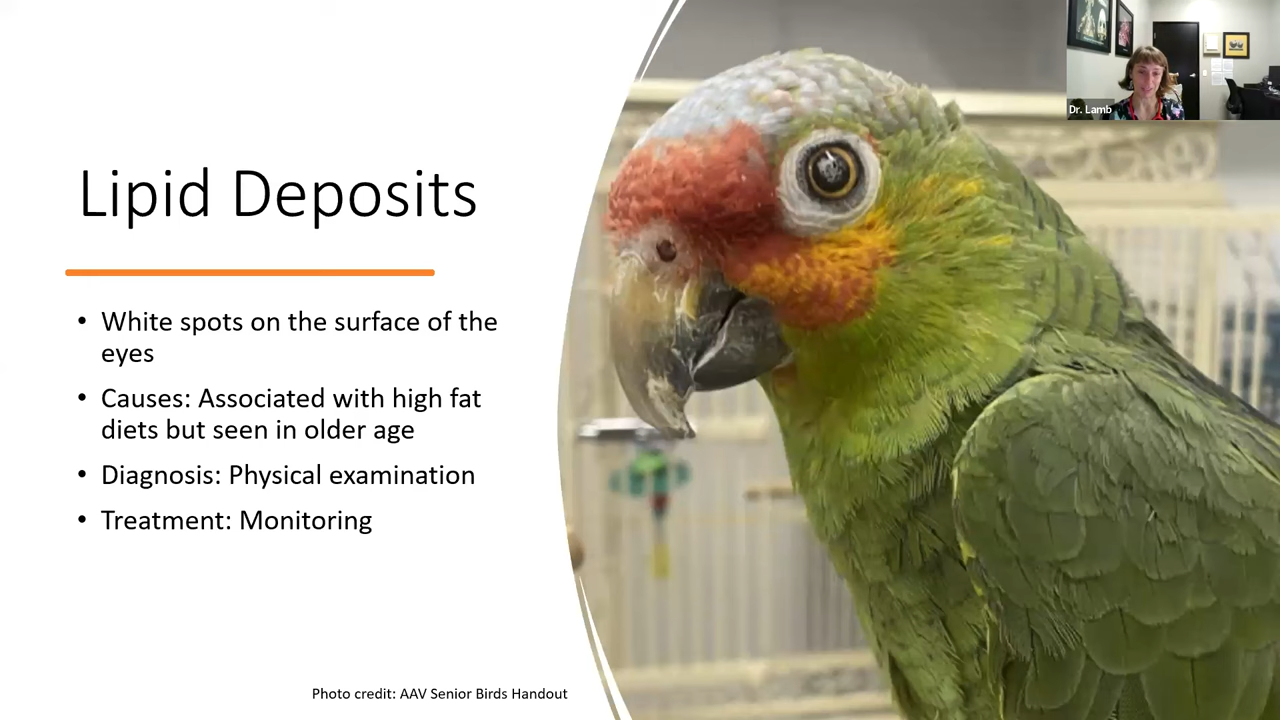 Lipid Deposits
• White spots on the surface of the
eyes
• Causes: Associated with high fat
diets but seen in older age
• Diagnosis: Physical examination
• Treatment: Monitoring
Photo credit: AAV Senior Birds Handout
Dr. Lamb